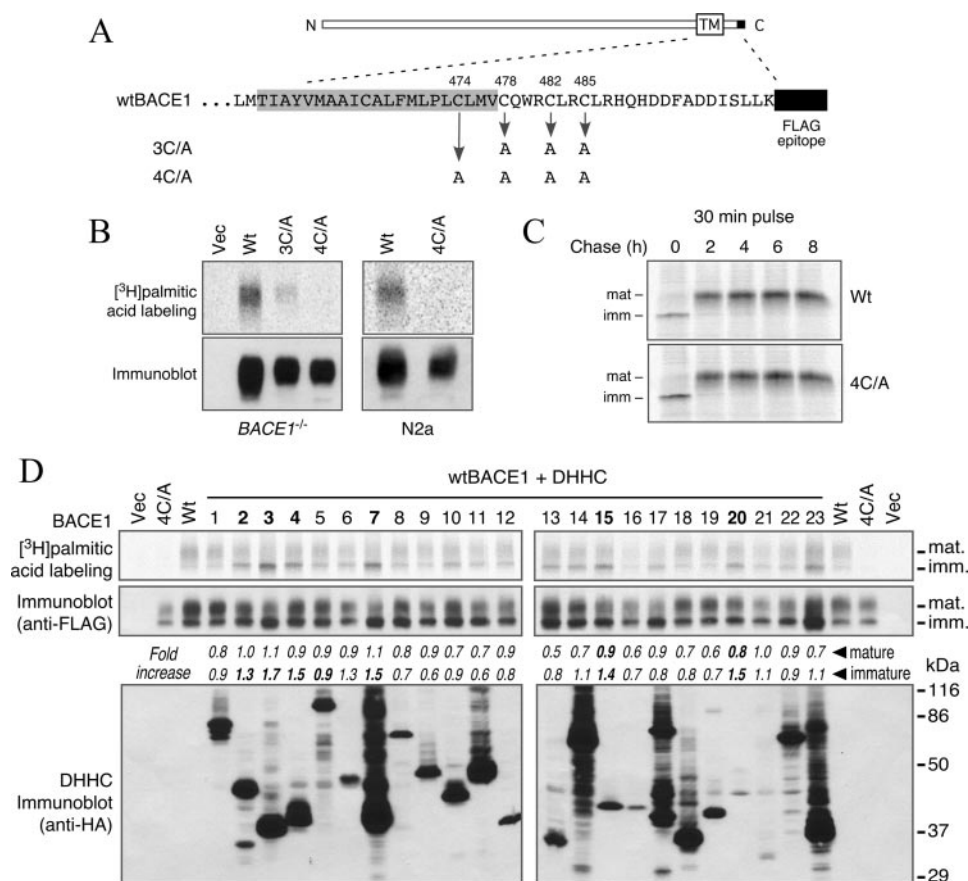 A
N TM C
474 478 482 485
wtBACE1 ...LMTIAYVMAAICALFMLPLCLMVCQWRCLRCLRHQHDDFADDISLLK
FLAG
epitope
3C/A A A A
4C/A A A A A
B
Vec Wt 3C/A 4C/A Wt 4C/A
[³H]palmitic
acid labeling
Immunoblot
BACE1-/- N2a
C
30 min pulse
Chase (h) 0 2 4 6 8
mat –
imm –
Wt
mat –
imm –
4C/A
D
wtBACE1 + DHHC
BACE1 Vec 4C/A Wt 1 2 3 4 5 6 7 8 9 10 11 12 13 14 15 16 17 18 19 20 21 22 23 Wt 4C/A Vec
[³H]palmitic
acid labeling
mat.
imm.
Immunoblot
(anti-FLAG)
mat.
imm.
Fold
increase
0.8 1.0 1.1 0.9 0.9 0.9 1.1 0.8 0.9 0.7 0.7 0.9 0.5 0.7 0.9 0.6 0.9 0.7 0.6 0.8 1.0 0.9 0.7 ◄ mature
0.9 1.3 1.7 1.5 0.9 1.3 1.5 0.7 0.6 0.9 0.6 0.8 0.8 1.1 1.4 0.7 0.8 0.8 0.7 1.5 1.1 0.9 1.1 ◄ immature
kDa
DHHC
Immunoblot
(anti-HA)
- 116
- 86
- 50
- 37
- 29